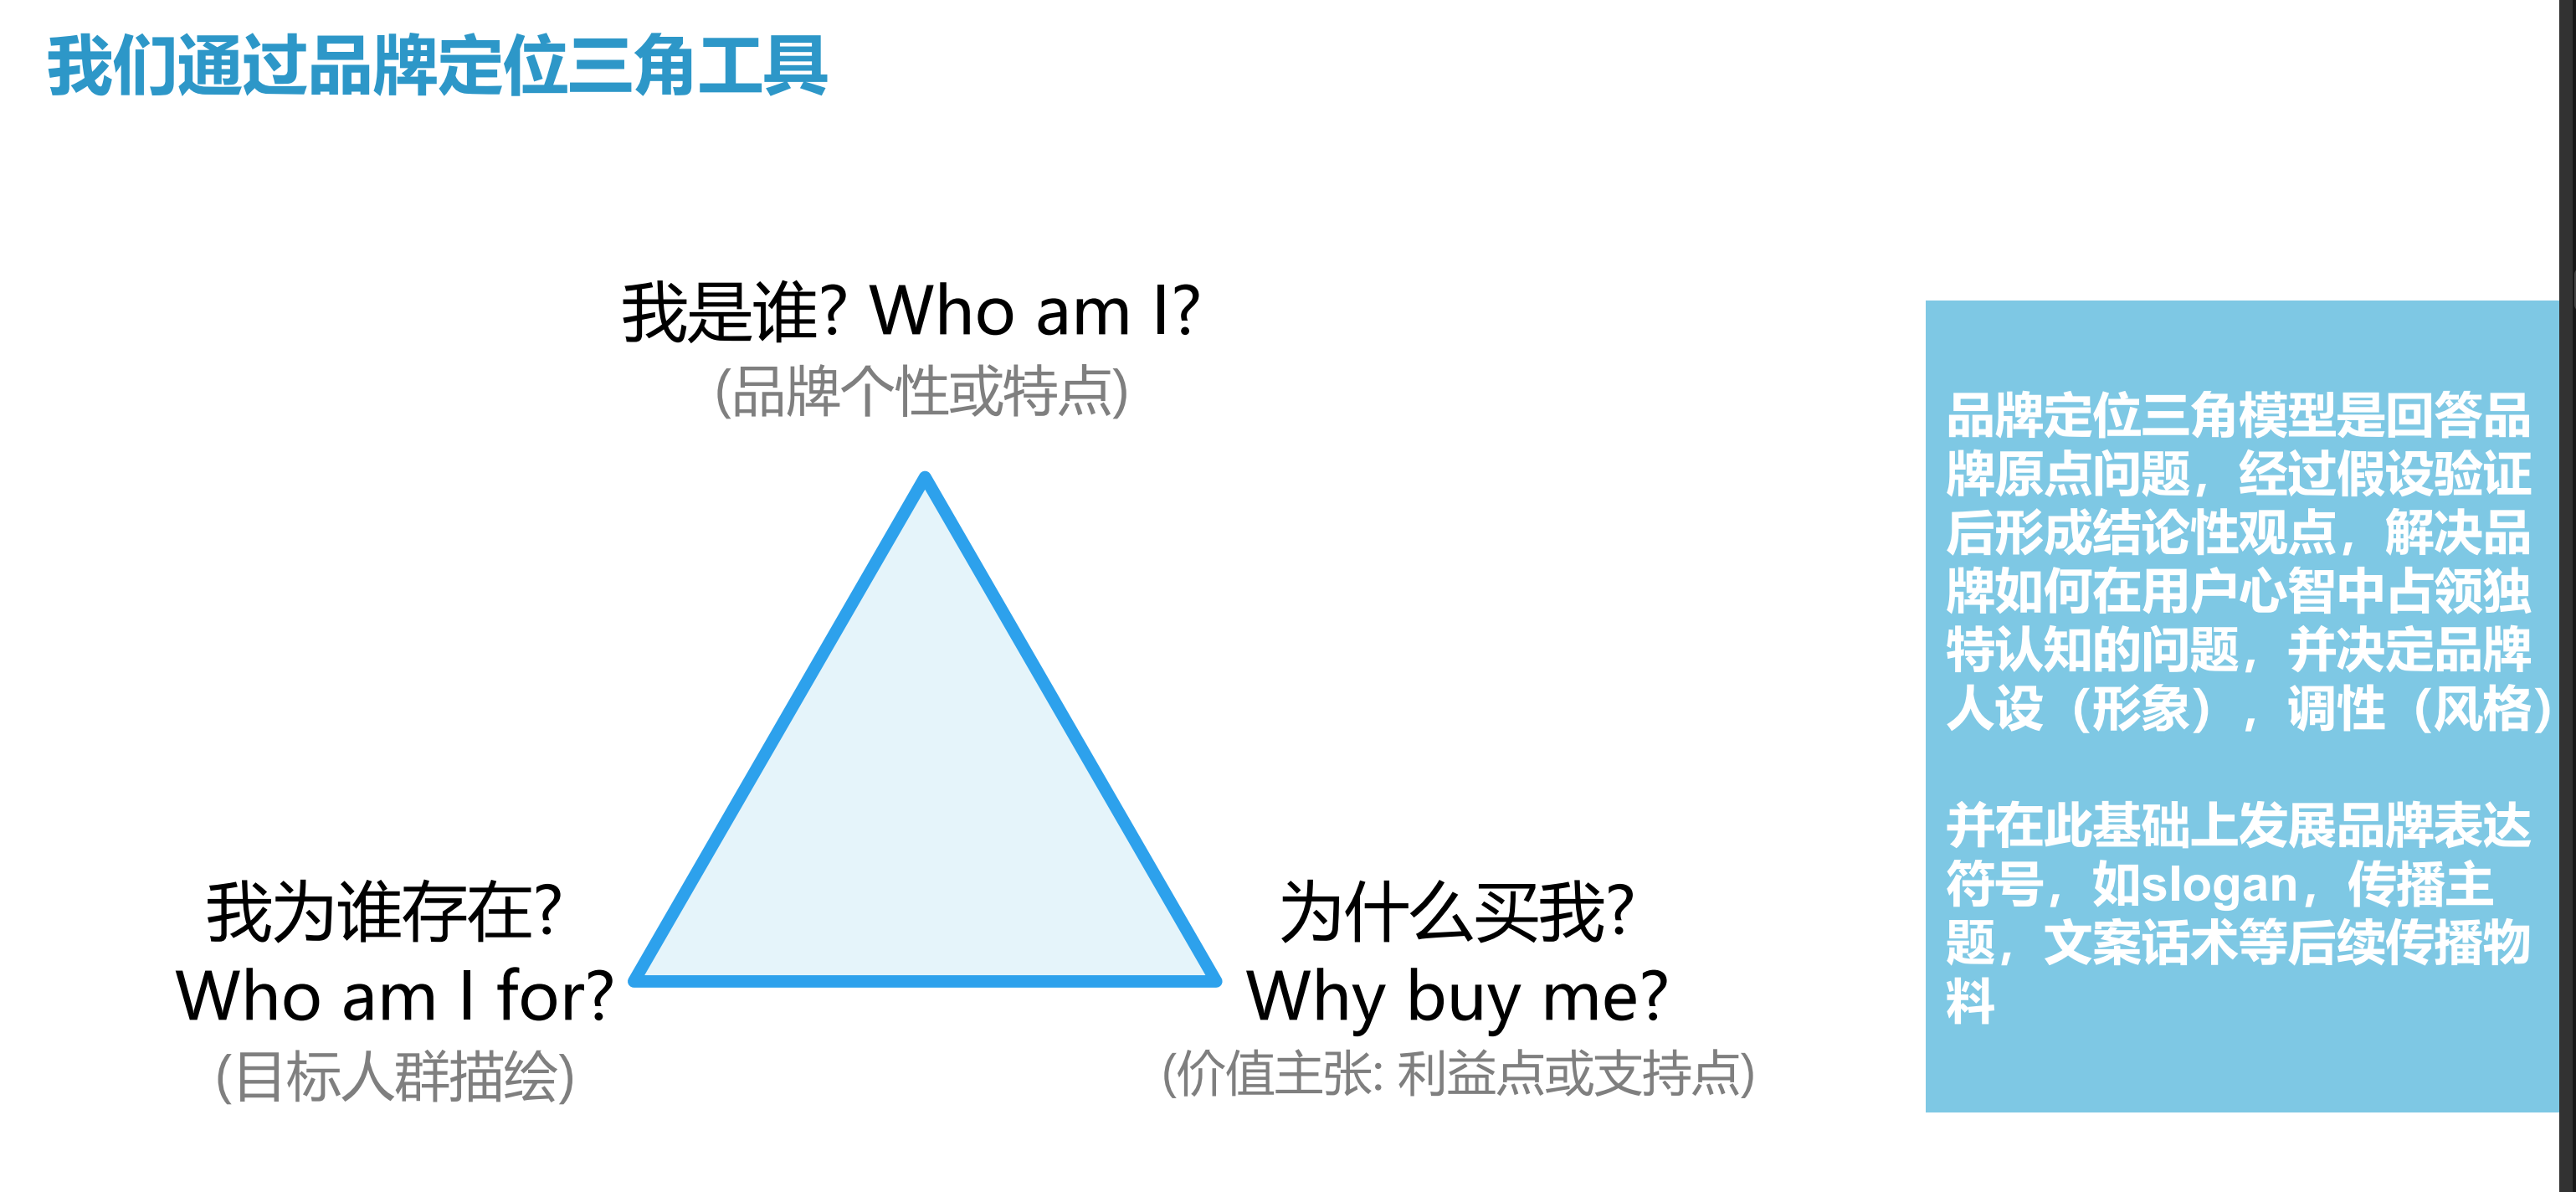 我们通过品牌定位三角工具
我是谁? Who am I?
(品牌个性或特点)
我为谁存在?
Who am I for?
(目标人群描绘)
为什么买我?
Why buy me?
(价值主张: 利益点或支持点)
品牌定位三角模型是回答品
牌原点问题，经过假设验证
后形成结论性观点，解决品
牌如何在用户心智中占领独
特认知的问题，并决定品牌
人设（形象），调性（风格）
并在此基础上发展品牌表达
符号，如slogan，传播主
题，文案话术等后续传播物
料